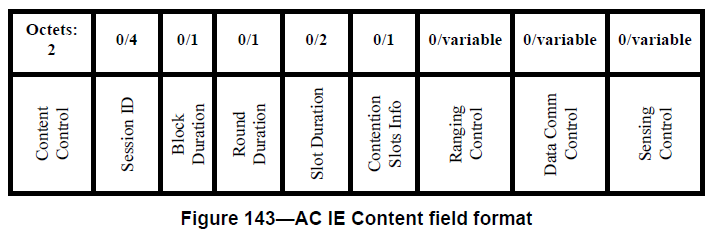 Octets: 2 0/4 0/1 0/1 0/2 0/1 0/variable 0/variable 0/variable
Content Control Session ID Block Duration Round Duration Slot Duration Contention Slots Info Ranging Control Data Comm Control Sensing Control
Figure 143—AC IE Content field format